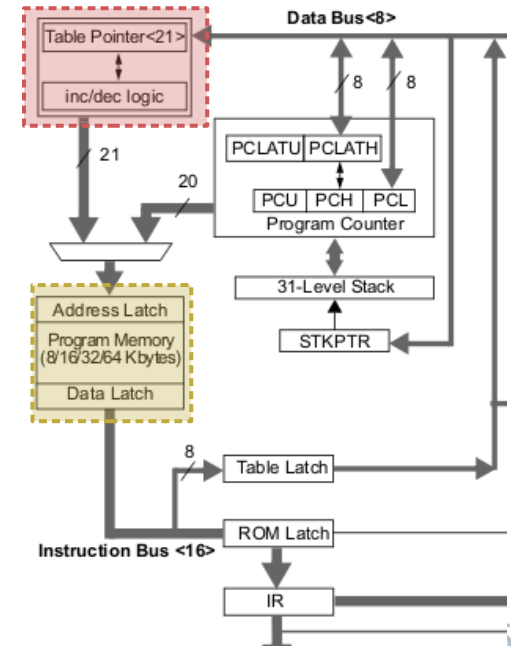 Data Bus<8>
Table Pointer<21>
inc/dec logic
8
8
21
PCLATU PCLATH
20
PCU PCH PCL
Program Counter
31-Level Stack
Address Latch
Program Memory
(8/16/32/64 Kbytes)
STKPTR
Data Latch
8
Table Latch
ROM Latch
Instruction Bus <16>
IR